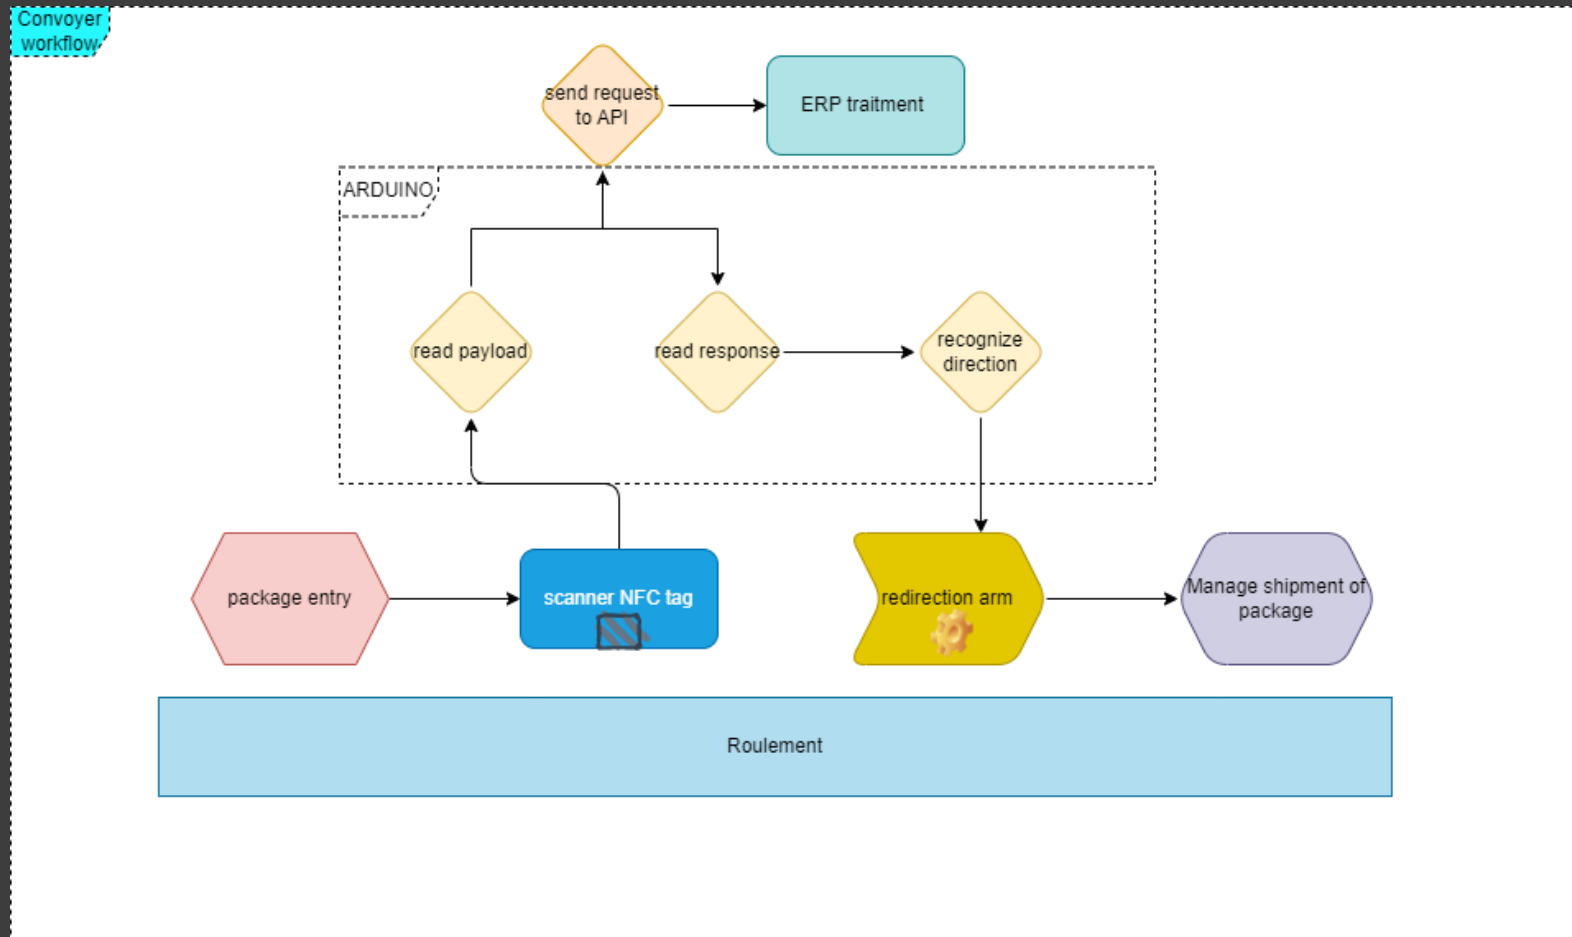 Convoyer
workflow
send request
to API
ERP traitment
ARDUINO
read payload
read response
recognize
direction
package entry
scanner NFC tag
redirection arm
Manage shipment of
package
Roulement